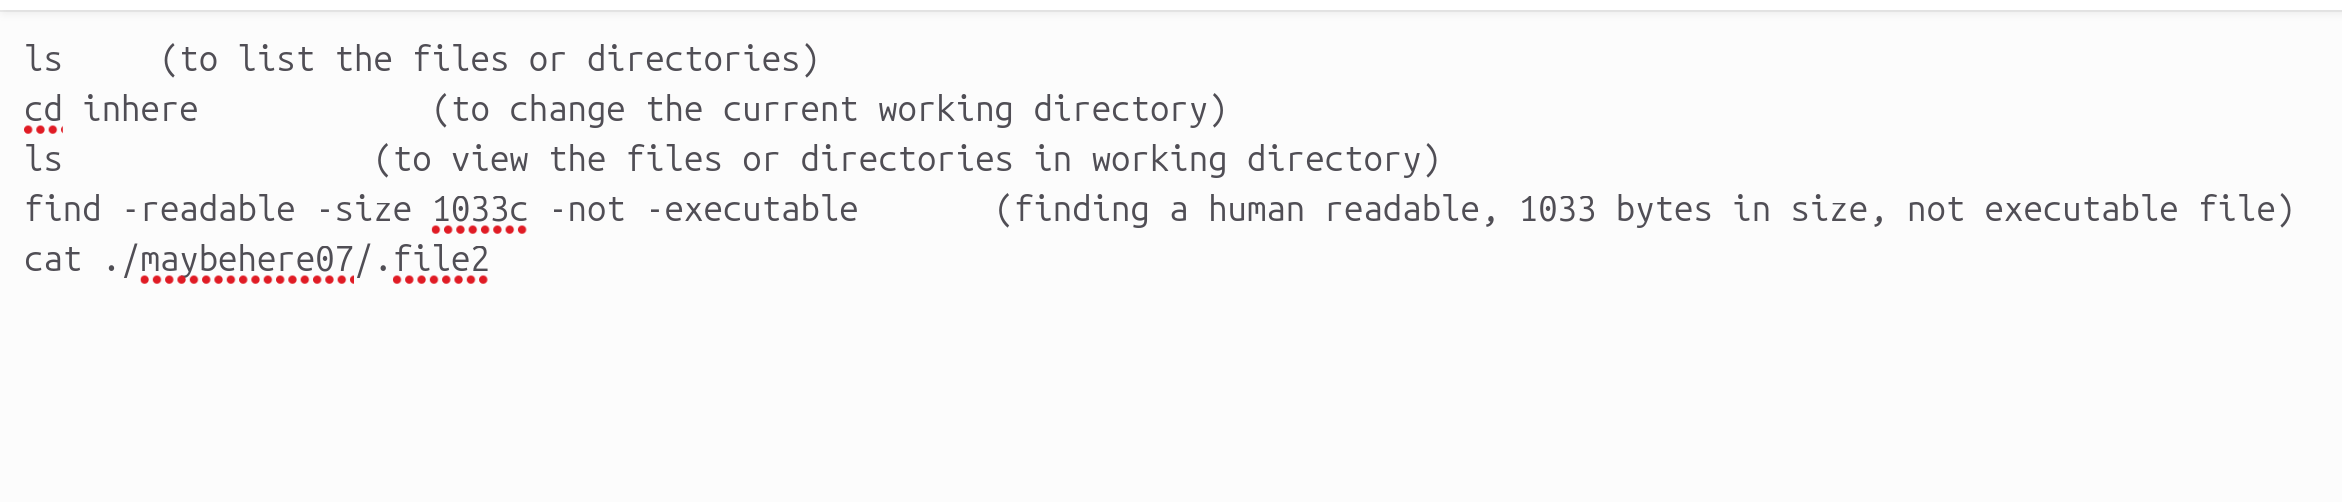 ls     (to list the files or directories)
cd inhere            (to change the current working directory)
ls                (to view the files or directories in working directory)
find -readable -size 1033c -not -executable       (finding a human readable, 1033 bytes in size, not executable file)
cat ./maybehere07/.file2